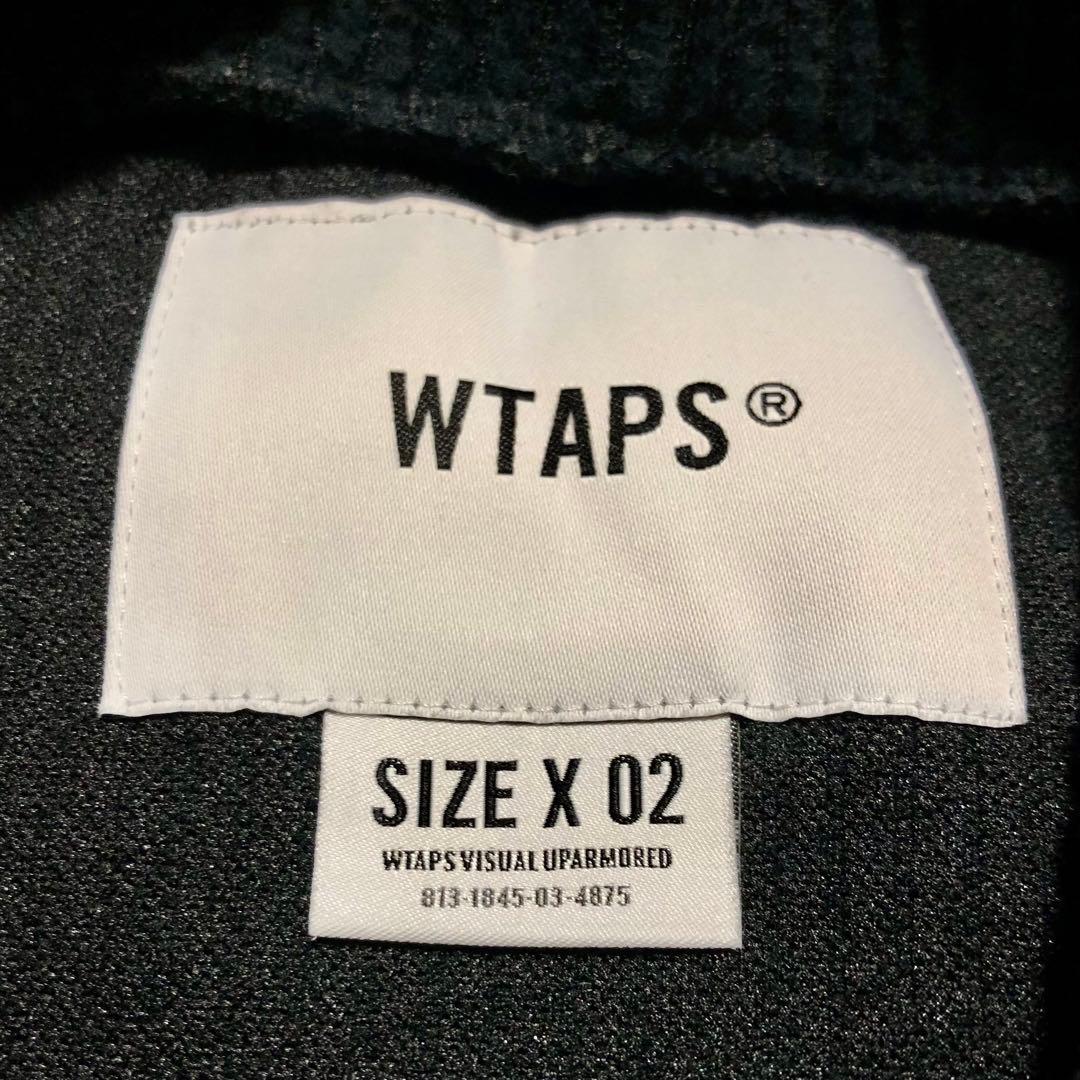 WTAPS®
SIZE X 02
WTAPS VISUAL UPARMORED
813-1845-03-4875